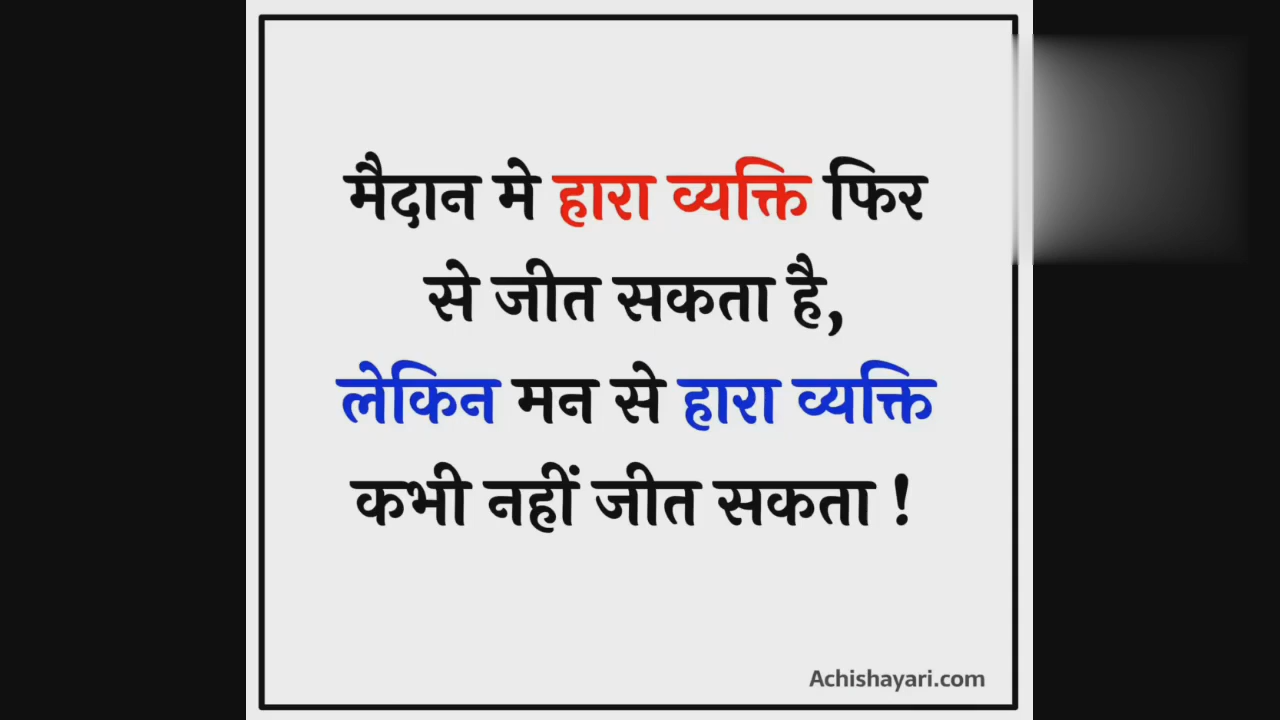 मैदान मे हारा व्यक्ति फिर
से जीत सकता है,
लेकिन मन से हारा व्यक्ति
कभी नहीं जीत सकता !
Achishayari.com